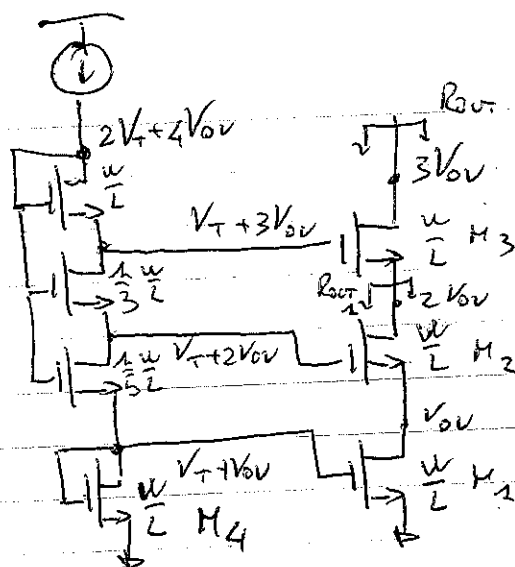 2V_T+4V_OV
R_OUT
3V_OV
W/L
V_T+3V_OV
W/L M3
1/3 W/L
R_OUT1
2V_OV
V_T+2V_OV
W/L M2
1/5 W/L
V_OV
V_T+1V_OV
W/L M1
W/L M4